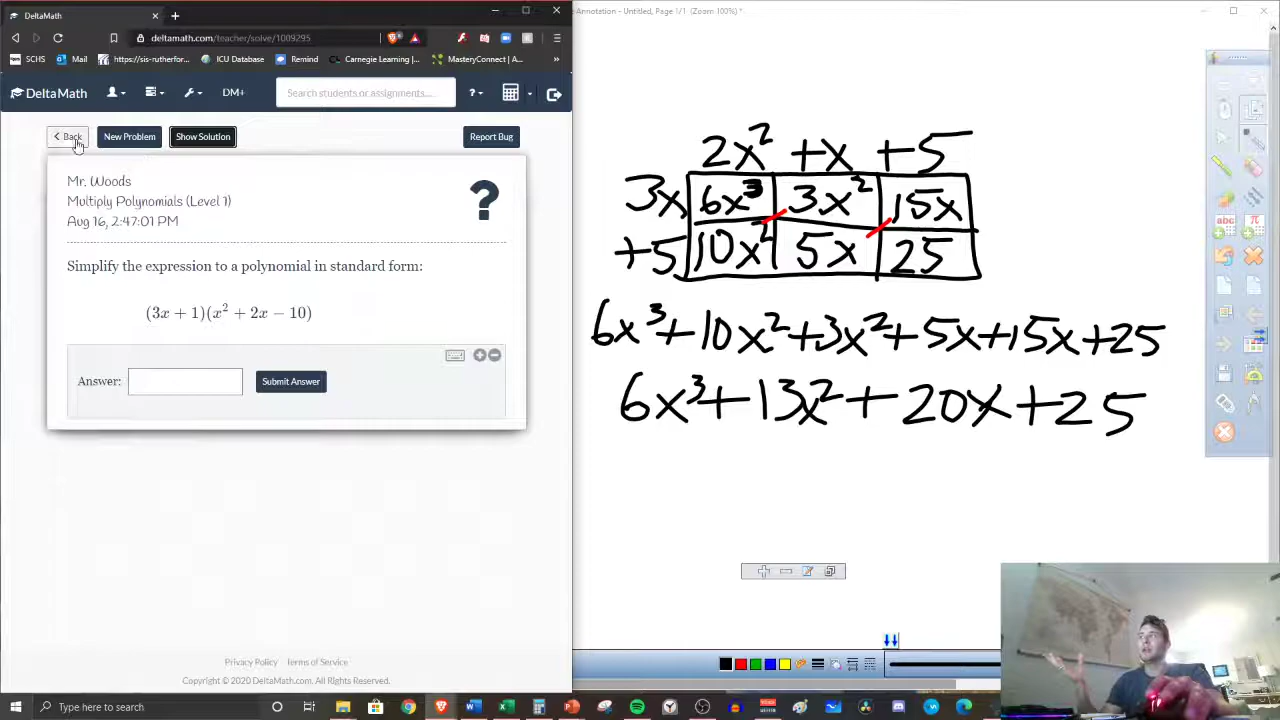 DeltaMath
Annotation - Untitled, Page 1/1 (Zoom 100%) *
deltamath.com/teacher/solve/1009295
SCHS Mail https://sis-rutherfor... ICU Database Remind Carnegie Learning |... MasteryConnect :: A... »
DeltaMath DM+ Search students or assignments... ?
Back New Problem Show Solution Report Bug
Mr. Woods
Multiply Polynomials (Level 1)
Aug 16, 2:47:01 PM
?
Simplify the expression to a polynomial in standard form:
(3x + 1)(x² + 2x − 10)
Answer: Submit Answer
Privacy Policy Terms of Service
Copyright © 2020 DeltaMath.com. All Rights Reserved.
2x² +x +5
3x 6x³ 3x² 15x
+5 10x² 5x 25
6x³+10x²+3x²+5x+15x+25
6x³+13x²+20x+25
abc
Type here to search